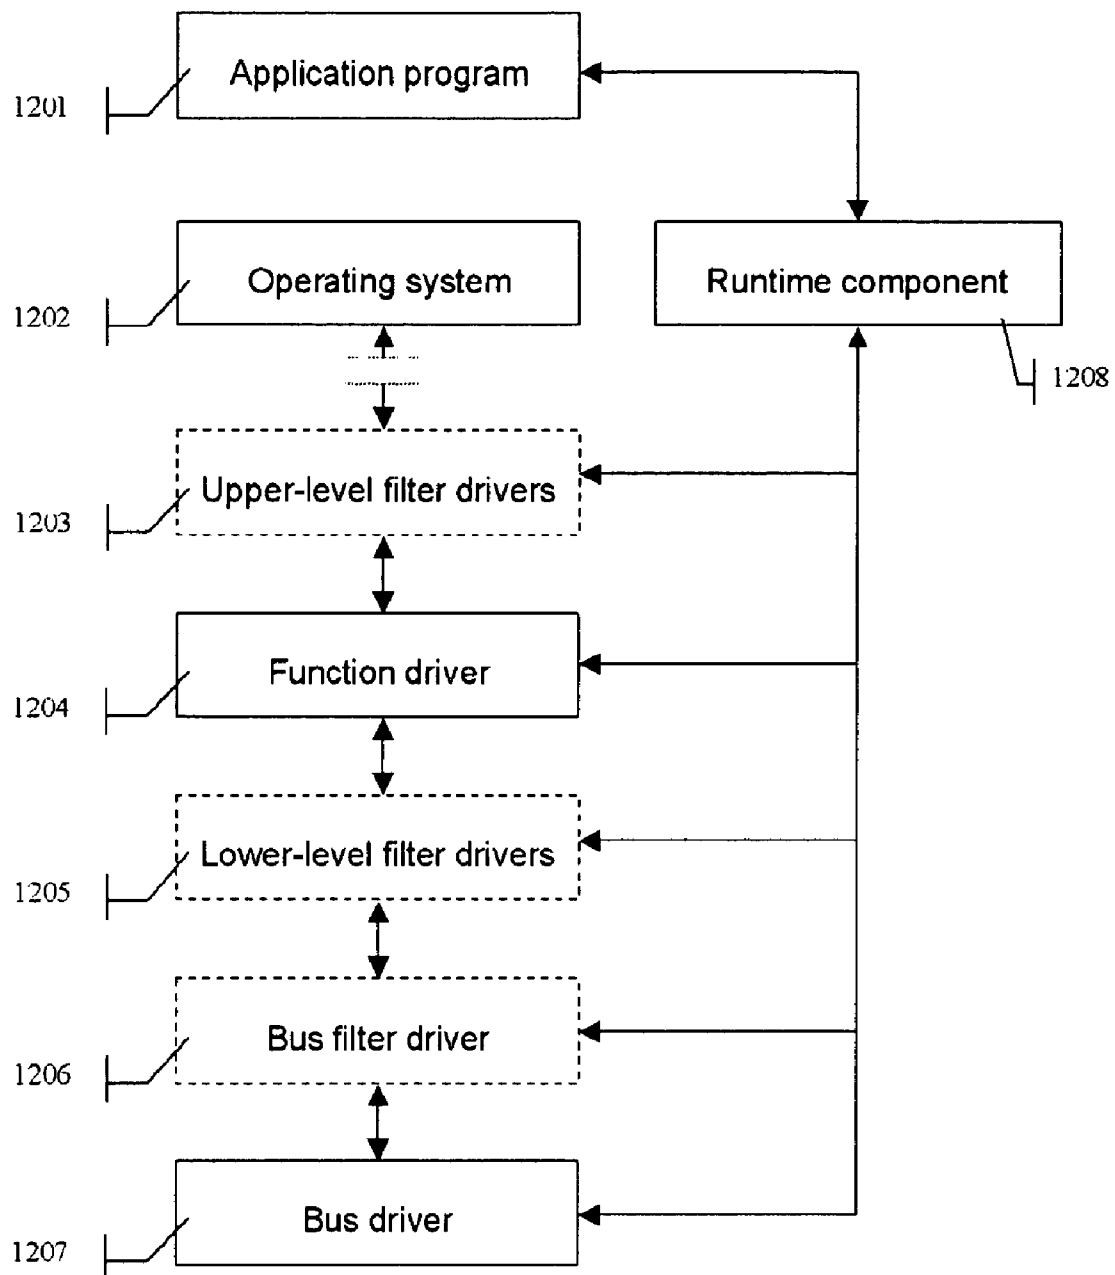 Application program
1201
Operating system
Runtime component
1202
1208
Upper-level filter drivers
1203
Function driver
1204
Lower-level filter drivers
1205
Bus filter driver
1206
Bus driver
1207